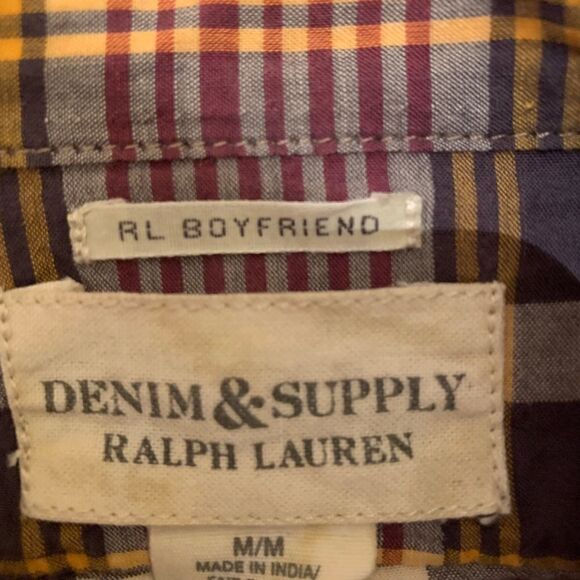 RL BOYFRIEND
DENIM & SUPPLY
RALPH LAUREN
M/M
MADE IN INDIA/